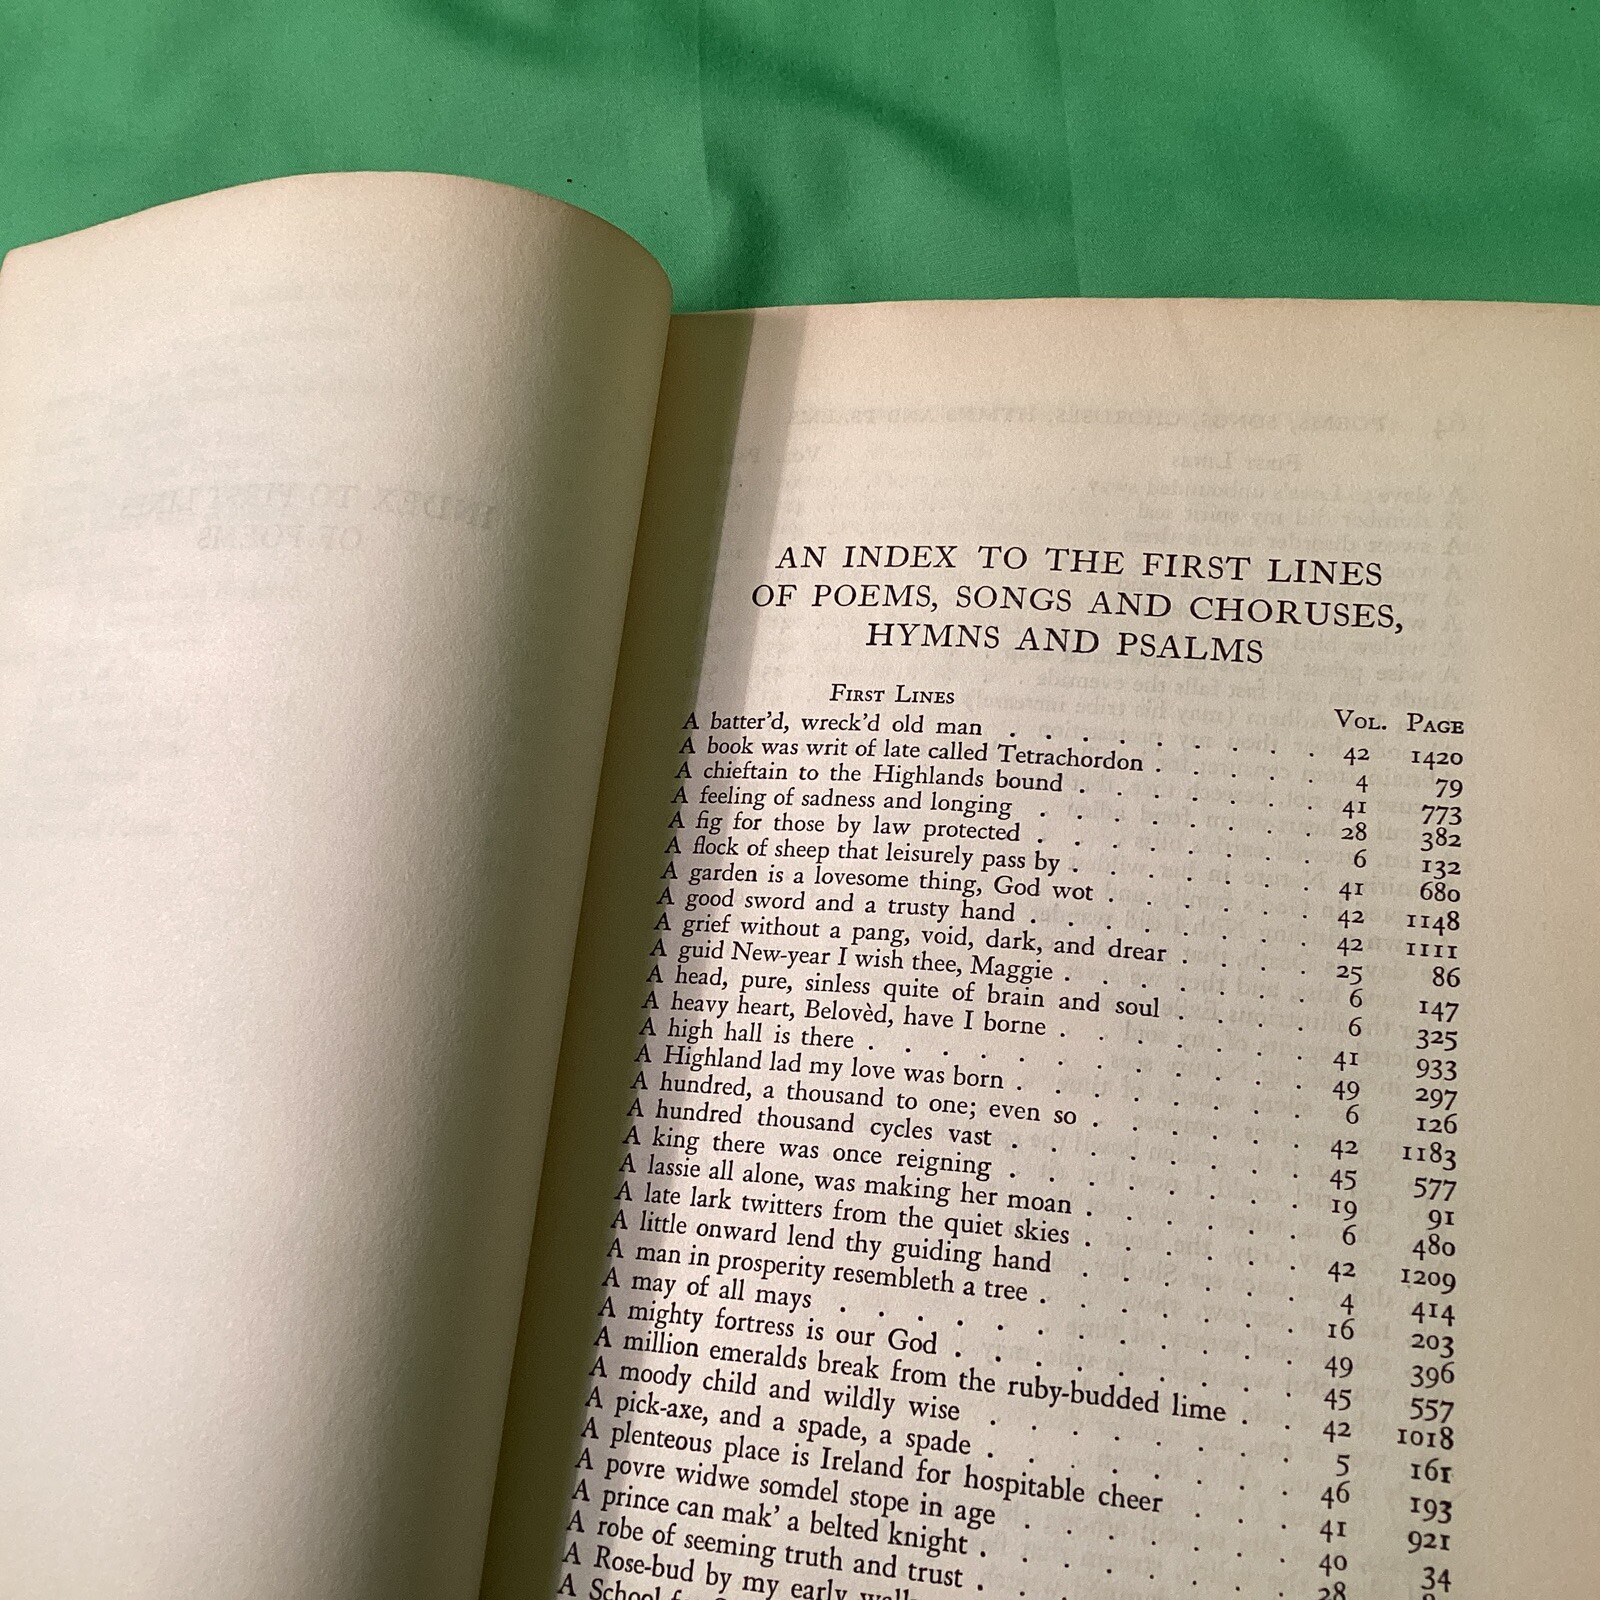 AN INDEX TO THE FIRST LINES
OF POEMS, SONGS AND CHORUSES,
HYMNS AND PSALMS
FIRST LINES VOL. PAGE
A batter'd, wreck'd old man . . . . . . . . . 42 1420
A book was writ of late called Tetrachordon . . . . . 4 79
A chieftain to the Highlands bound . . . . . . . 41 773
A feeling of sadness and longing . . . . . . . . 28 382
A fig for those by law protected . . . . . . . . 6 132
A flock of sheep that leisurely pass by . . . . . . . 41 680
A garden is a lovesome thing, God wot . . . . . . 42 1148
A good sword and a trusty hand . . . . . . . . 42 1111
A grief without a pang, void, dark, and drear . . . . 25 86
A guid New-year I wish thee, Maggie . . . . . . . 6 147
A head, pure, sinless quite of brain and soul . . . . 6 325
A heavy heart, Belovèd, have I borne . . . . . . . 41 933
A high hall is there . . . . . . . . . . . 49 297
A Highland lad my love was born . . . . . . . . 6 126
A hundred, a thousand to one; even so . . . . . . 42 1183
A hundred thousand cycles vast . . . . . . . . 45 577
A king there was once reigning . . . . . . . . 19 91
A lassie all alone, was making her moan . . . . . . 6 480
A late lark twitters from the quiet skies . . . . . . 42 1209
A little onward lend thy guiding hand . . . . . . 4 414
A man in prosperity resembleth a tree . . . . . . . 16 203
A may of all mays . . . . . . . . . . . . 49 396
A mighty fortress is our God . . . . . . . . . 45 557
A million emeralds break from the ruby-budded lime . . 42 1018
A moody child and wildly wise . . . . . . . . 5 161
A pick-axe, and a spade, a spade . . . . . . . . 46 193
A plenteous place is Ireland for hospitable cheer . . . 41 921
A povre widwe somdel stope in age . . . . . . . 40 34
A prince can mak' a belted knight . . . . . . . 28
A robe of seeming truth and trust .
A Rose-bud by my early
A School